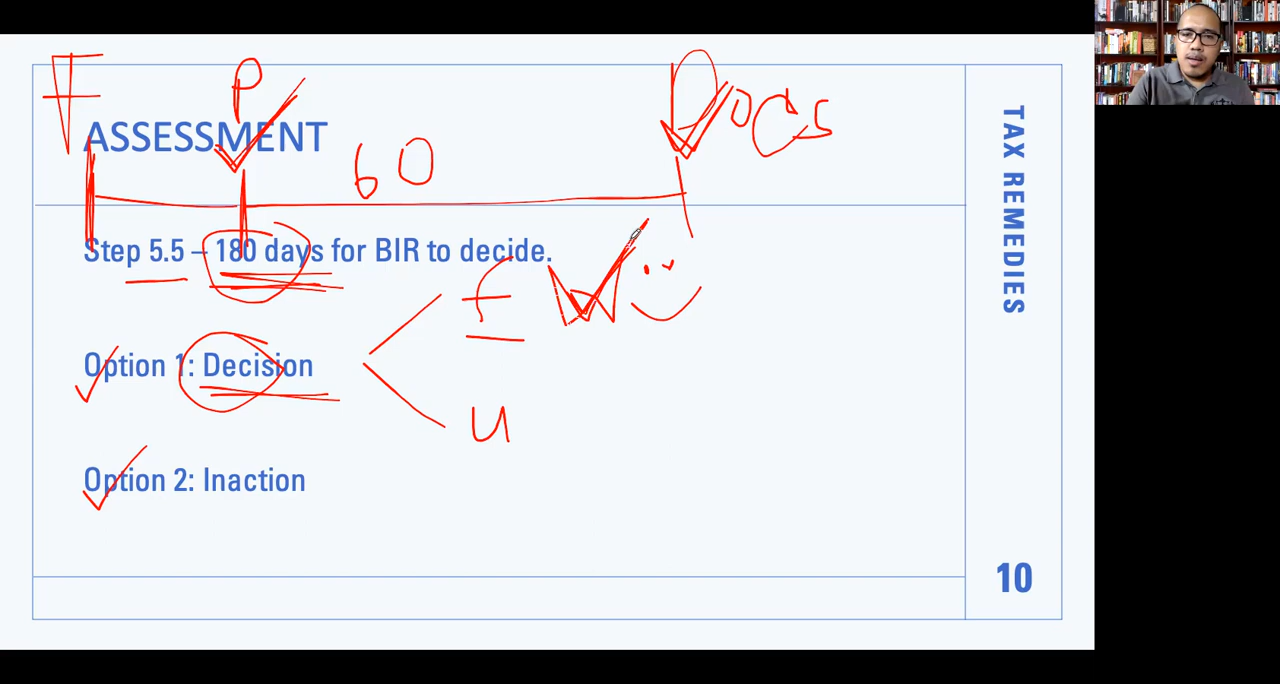 F
P
Docs
ASSESSMENT
60
Step 5.5 – 180 days for BIR to decide.
f W
Option 1: Decision
u
Option 2: Inaction
TAX REMEDIES
10